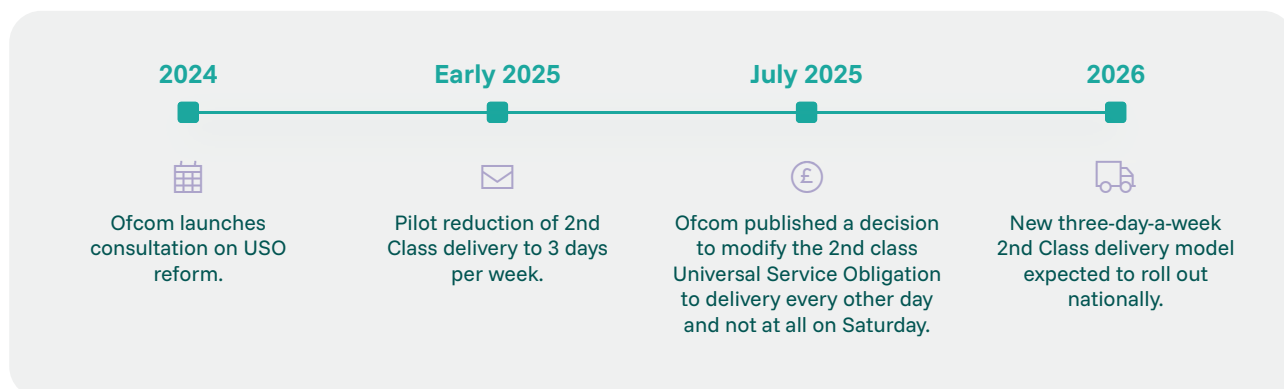 2024
Ofcom launches
consultation on USO
reform.
Early 2025
Pilot reduction of 2nd
Class delivery to 3 days
per week.
July 2025
£
Ofcom published a decision
to modify the 2nd class
Universal Service Obligation
to delivery every other day
and not at all on Saturday.
2026
New three-day-a-week
2nd Class delivery model
expected to roll out
nationally.